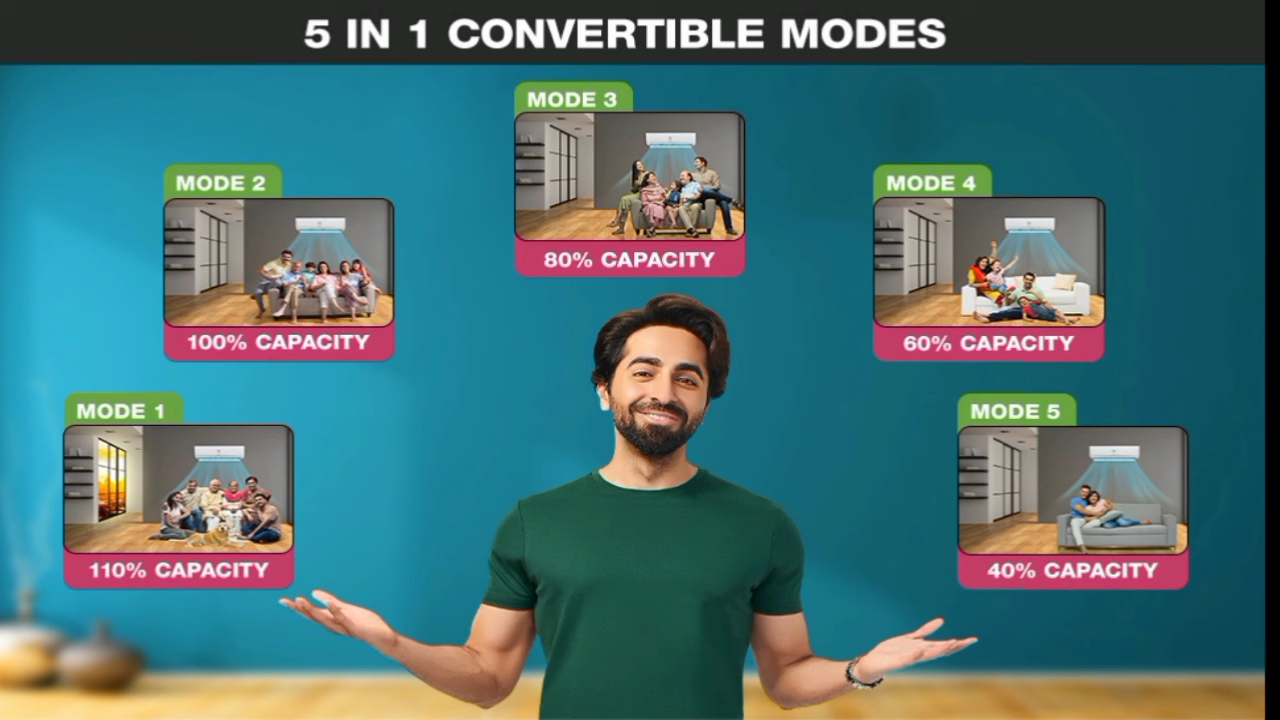 5 IN 1 CONVERTIBLE MODES
MODE 1
110% CAPACITY
MODE 2
100% CAPACITY
MODE 3
80% CAPACITY
MODE 4
60% CAPACITY
MODE 5
40% CAPACITY